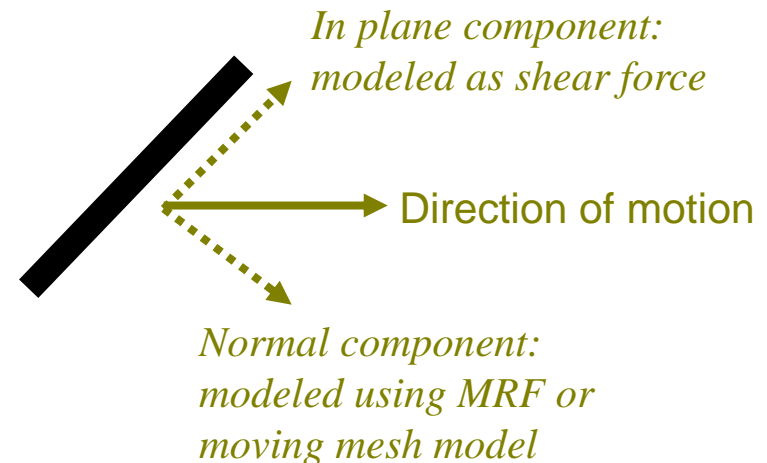 In plane component:
modeled as shear force
Direction of motion
Normal component:
modeled using MRF or
moving mesh model